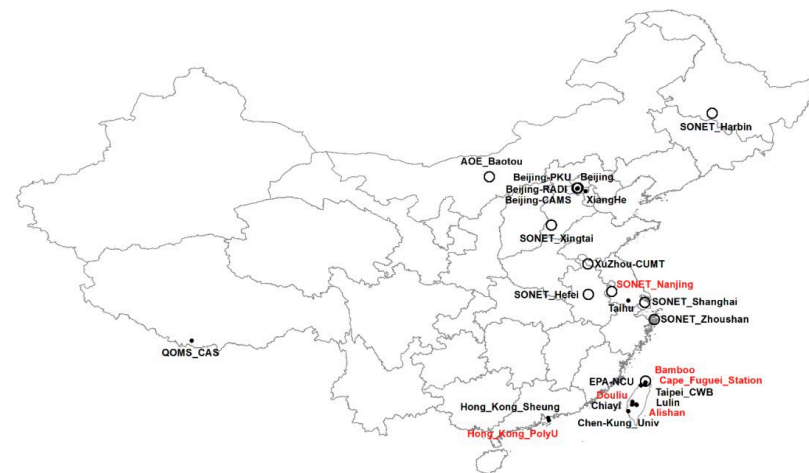 SONET_Harbin
AOE_Baotou
Beijing-PKU Beijing
Beijing-RADI
Beijing-CAMS XiangHe
SONET_Xingtai
XuZhou-CUMT
SONET_Nanjing
SONET_Hefei
Taihu
SONET_Shanghai
SONET_Zhoushan
QOMS_CAS
Bamboo
EPA-NCU Cape_Fuguei_Station
Douliu Taipei_CWB
Hong_Kong_Sheung ChiayI Lulin
Alishan
Chen-Kung_Univ
Hong_Kong_PolyU